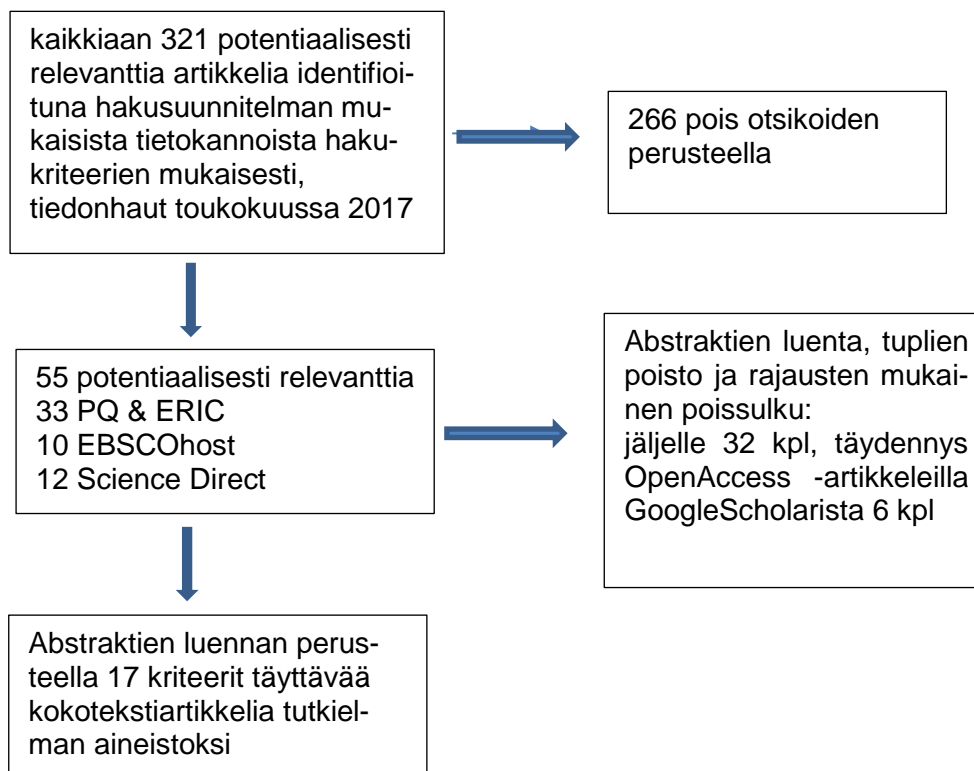 kaikkiaan 321 potentiaalisesti
relevanttia artikkelia identifioi-
tuna hakusuunnitelman mu-
kaisista tietokannoista haku-
kriteerien mukaisesti,
tiedonhaut toukokuussa 2017
266 pois otsikoiden
perusteella
55 potentiaalisesti relevanttia
33 PQ & ERIC
10 EBSCOhost
12 Science Direct
Abstraktien luenta, tuplien
poisto ja rajausten mukai-
nen poissulku:
jäljelle 32 kpl, täydennys
OpenAccess -artikkeleilla
GoogleScholarista 6 kpl
Abstraktien luennan perus-
teella 17 kriteerit täyttävää
kokotekstiartikkelia tutkiel-
man aineistoksi